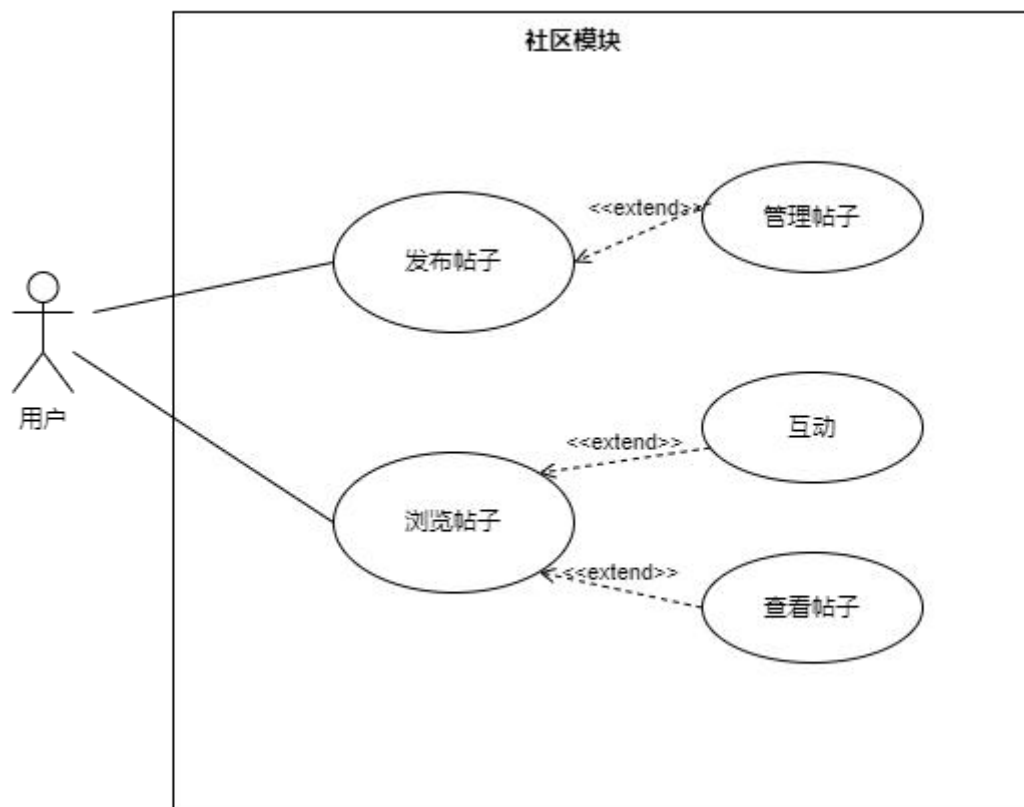 社区模块
<<extend>>
管理帖子
发布帖子
用户
互动
<<extend>>
浏览帖子
<<extend>>
查看帖子